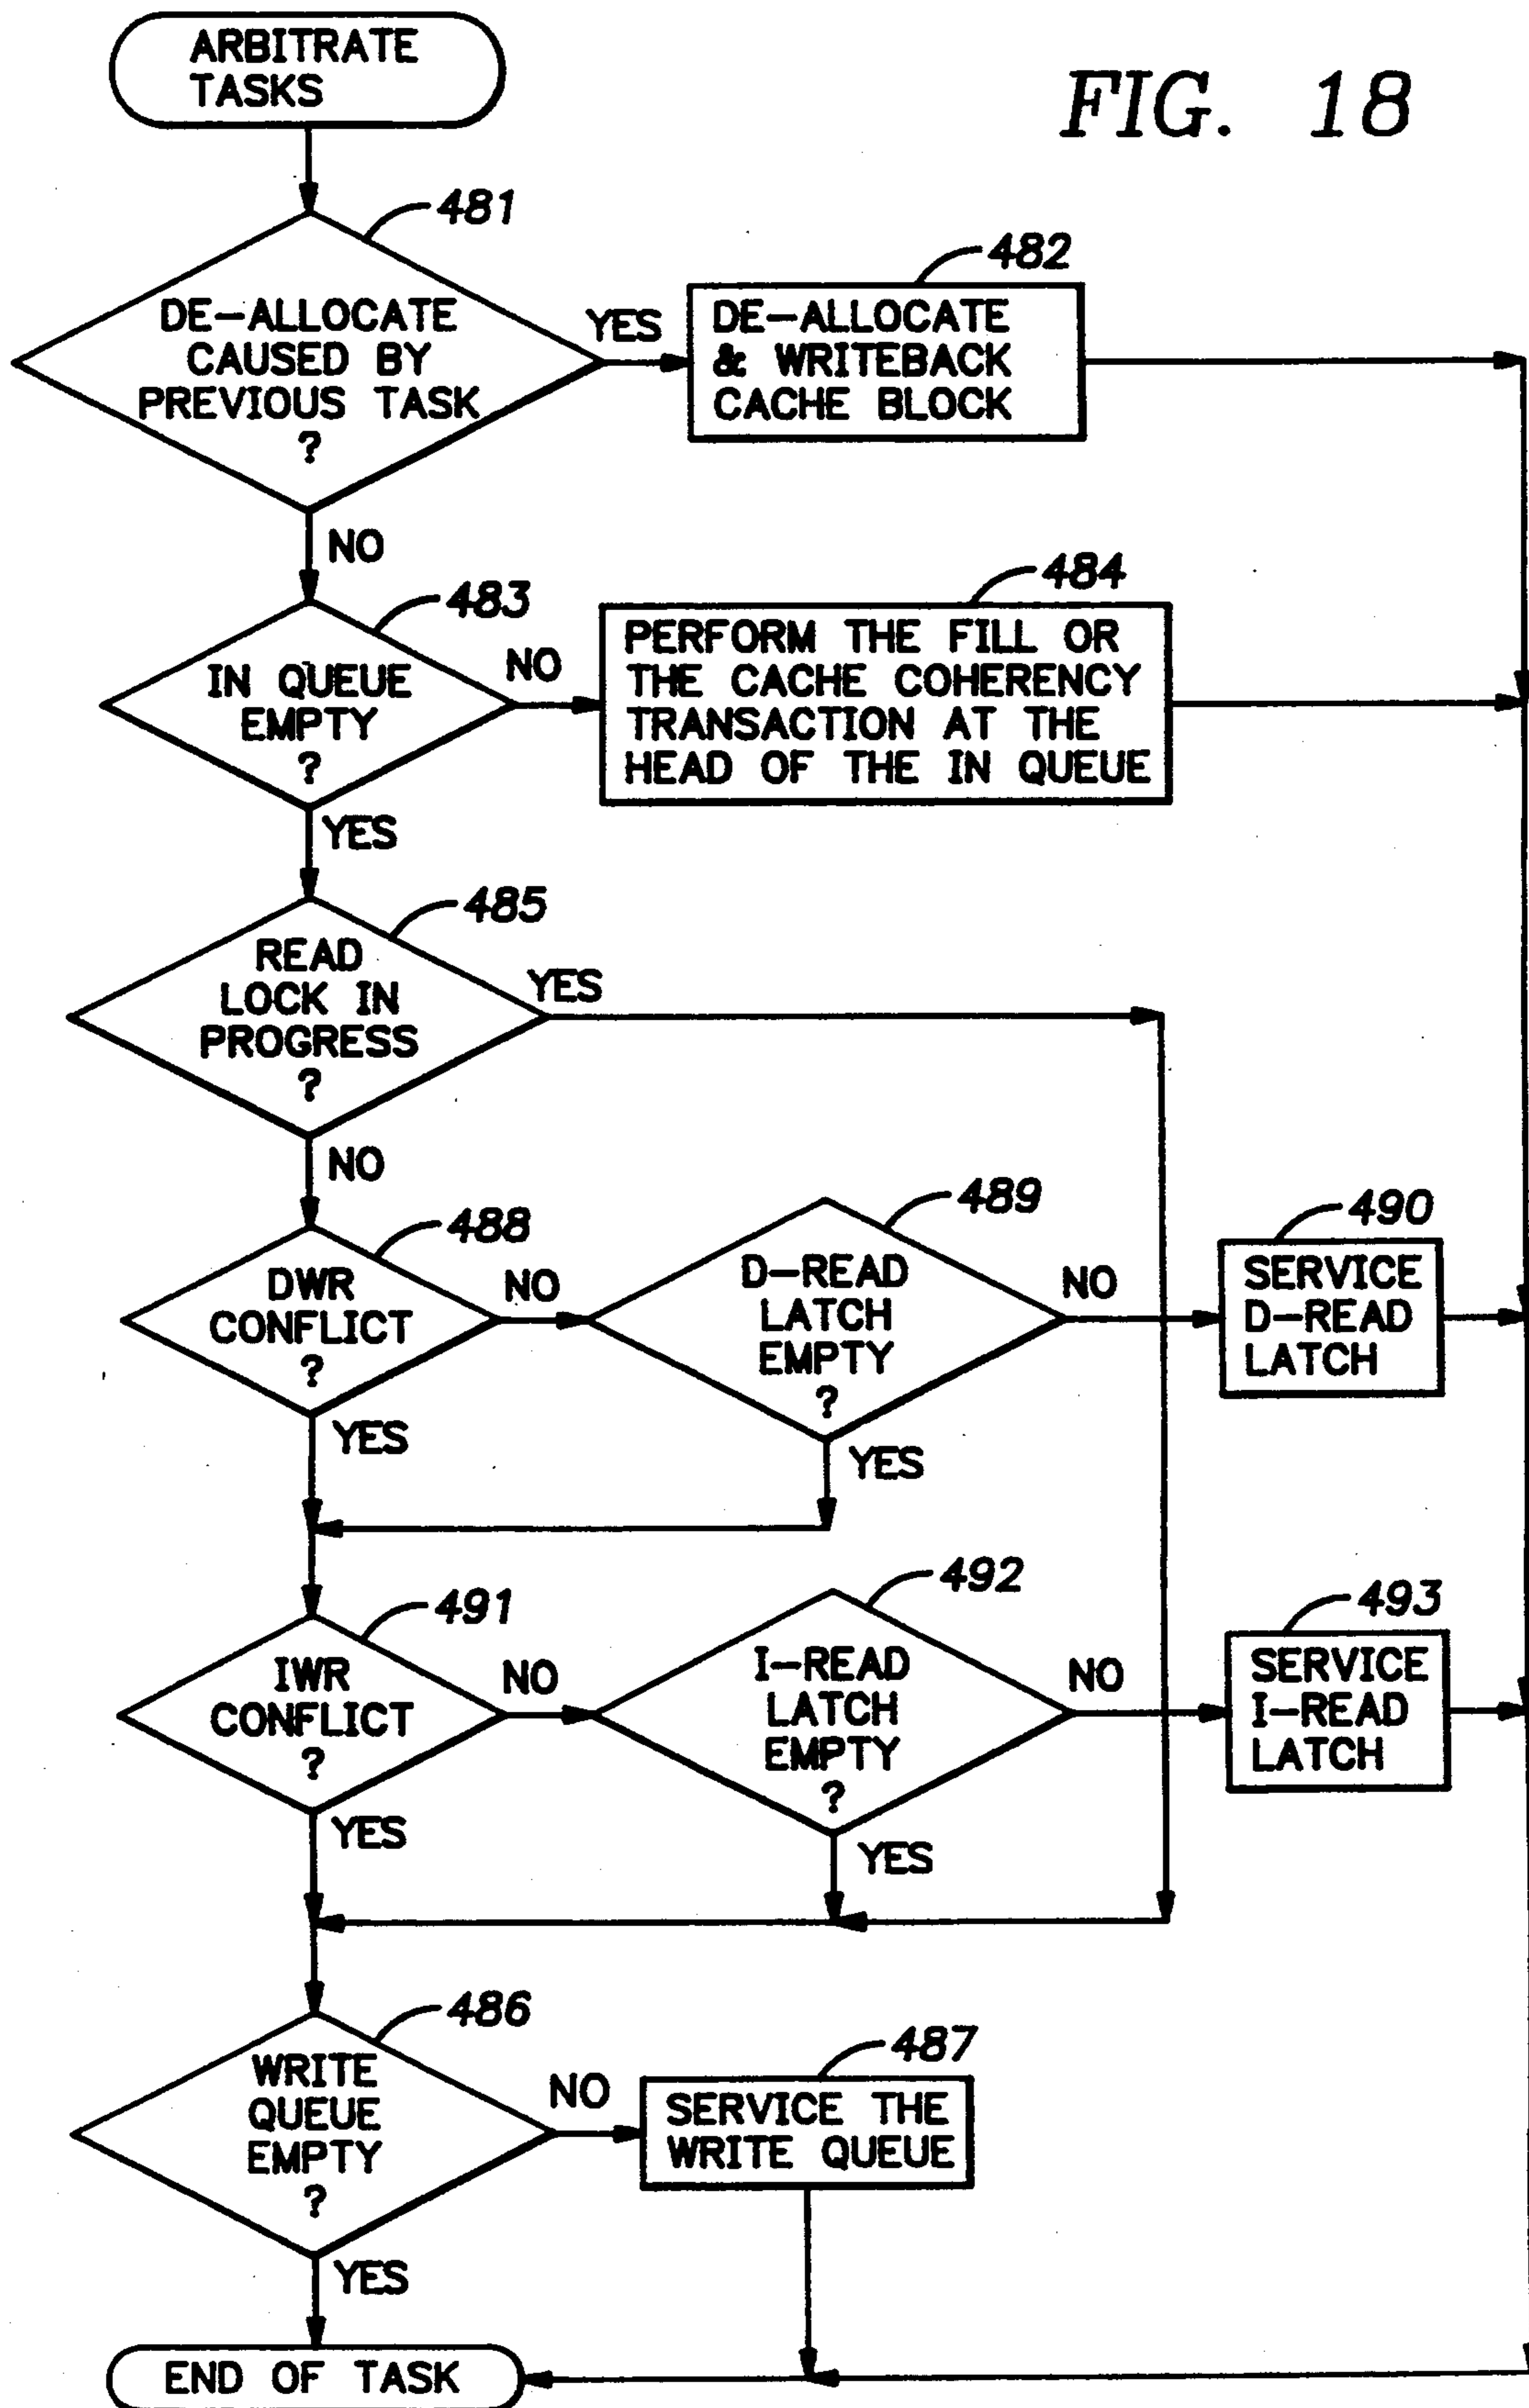 ARBITRATE
TASKS
FIG. 18
481
DE-ALLOCATE
CAUSED BY
PREVIOUS TASK
?
YES
482
DE-ALLOCATE
& WRITEBACK
CACHE BLOCK
NO
483
IN QUEUE
EMPTY
?
NO
484
PERFORM THE FILL OR
THE CACHE COHERENCY
TRANSACTION AT THE
HEAD OF THE IN QUEUE
YES
485
READ
LOCK IN
PROGRESS
?
YES
NO
488
DWR
CONFLICT
?
NO
489
D-READ
LATCH
EMPTY
?
NO
490
SERVICE
D-READ
LATCH
YES
YES
491
IWR
CONFLICT
?
NO
492
I-READ
LATCH
EMPTY
?
NO
493
SERVICE
I-READ
LATCH
YES
YES
486
WRITE
QUEUE
EMPTY
?
NO
487
SERVICE THE
WRITE QUEUE
YES
END OF TASK